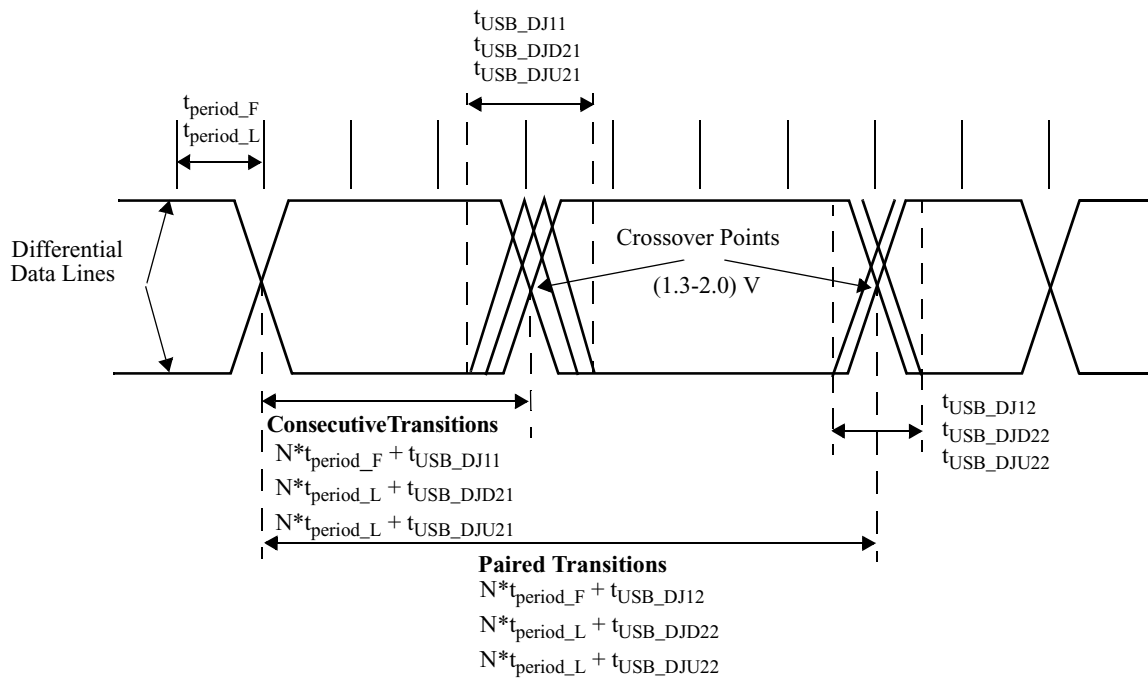 tUSB_DJ11
tUSB_DJD21
tUSB_DJU21
tperiod_F
tperiod_L
Differential
Data Lines
Crossover Points
(1.3-2.0) V
ConsecutiveTransitions
N*tperiod_F + tUSB_DJ11
N*tperiod_L + tUSB_DJD21
N*tperiod_L + tUSB_DJU21
tUSB_DJ12
tUSB_DJD22
tUSB_DJU22
Paired Transitions
N*tperiod_F + tUSB_DJ12
N*tperiod_L + tUSB_DJD22
N*tperiod_L + tUSB_DJU22